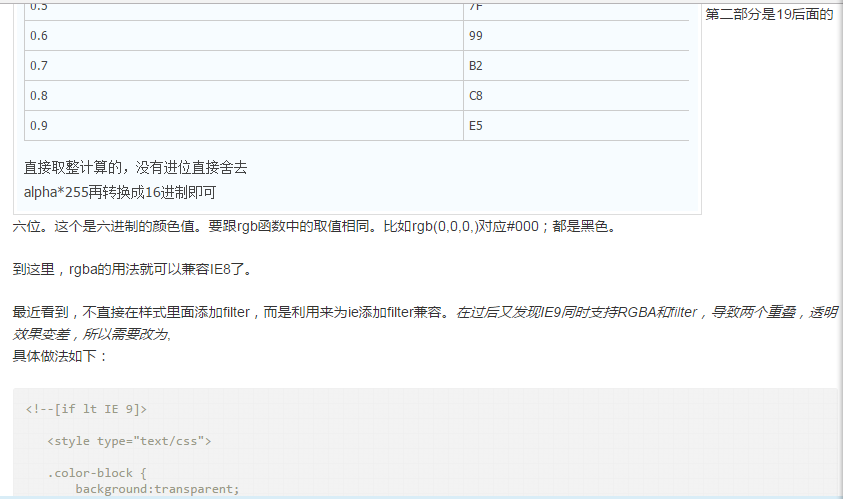 0.5 7F
第二部分是19后面的
0.6 99
0.7 B2
0.8 C8
0.9 E5
直接取整计算的，没有进位直接舍去
alpha*255再转换成16进制即可
六位。这个是六进制的颜色值。要跟rgb函数中的取值相同。比如rgb(0,0,0,)对应#000；都是黑色。
到这里，rgba的用法就可以兼容IE8了。
最近看到，不直接在样式里面添加filter，而是利用来为ie添加filter兼容。在过后又发现IE9同时支持RGBA和filter，导致两个重叠，透明
效果变差，所以需要改为,
具体做法如下：
<!--[if lt IE 9]>
<style type="text/css">
.color-block {
background:transparent;